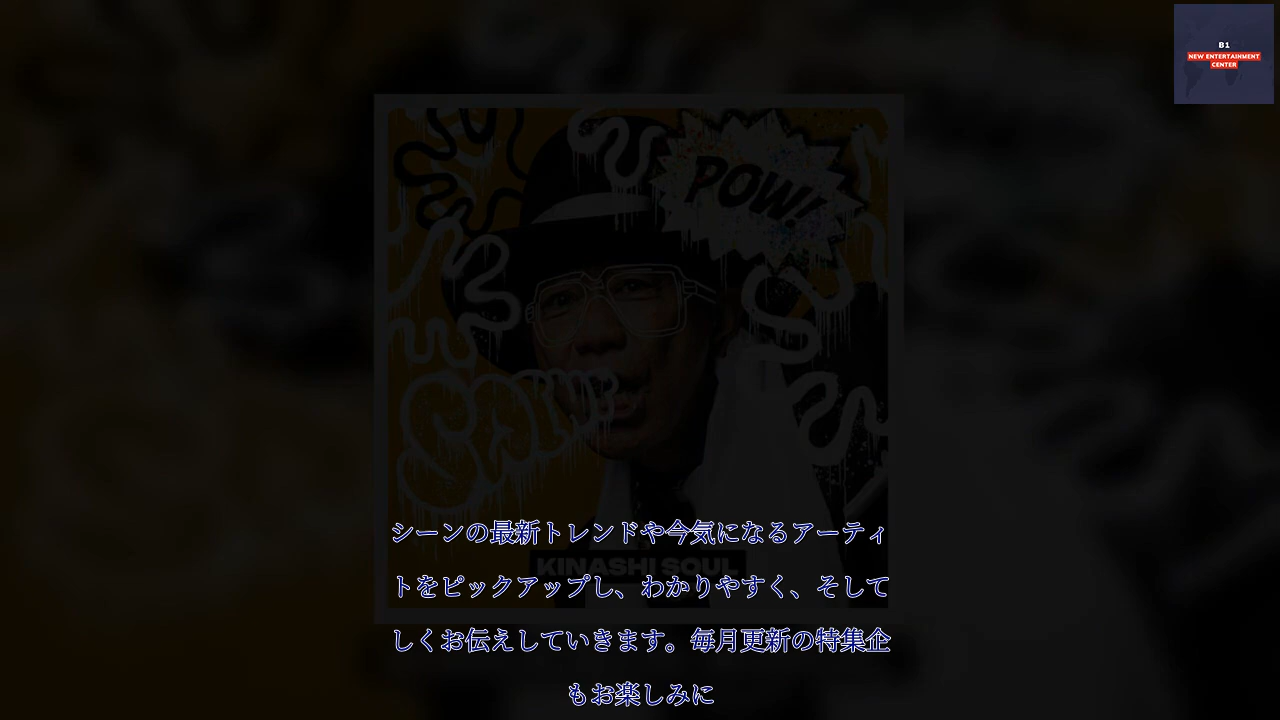 B1
NEW ENTERTAINMENT
CENTER
POW!
SOUL
KINASHI SOUL
シーンの最新トレンドや今気になるアーティ
トをピックアップし、わかりやすく、そして
しくお伝えしていきます。毎月更新の特集企
もお楽しみに